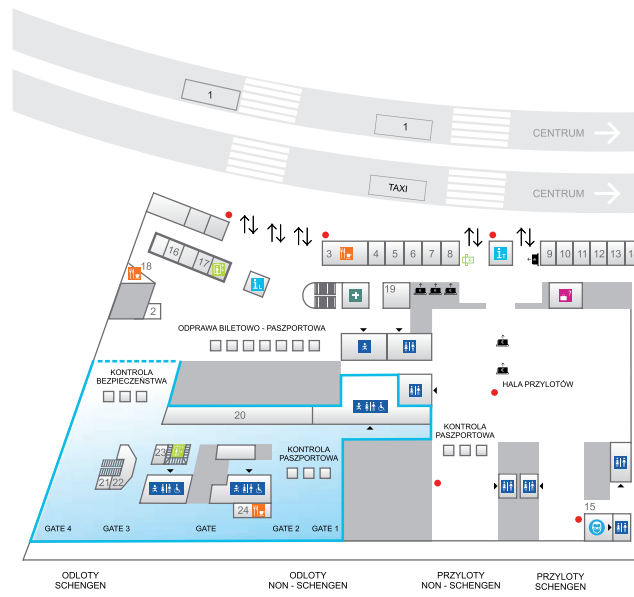 1
1
CENTRUM
TAXI
CENTRUM
16
17
18
2
iL
3
4
5
6
7
8
iT
9
10
11
12
13
19
ODPRAWA BILETOWO - PASZPORTOWA
KONTROLA
BEZPIECZEŃSTWA
HALA PRZYLOTÓW
20
KONTROLA
PASZPORTOWA
KONTROLA
PASZPORTOWA
23
21
22
24
15
GATE 4
GATE 3
GATE
GATE 2
GATE 1
ODLOTY
SCHENGEN
ODLOTY
NON - SCHENGEN
PRZYLOTY
NON - SCHENGEN
PRZYLOTY
SCHENGEN